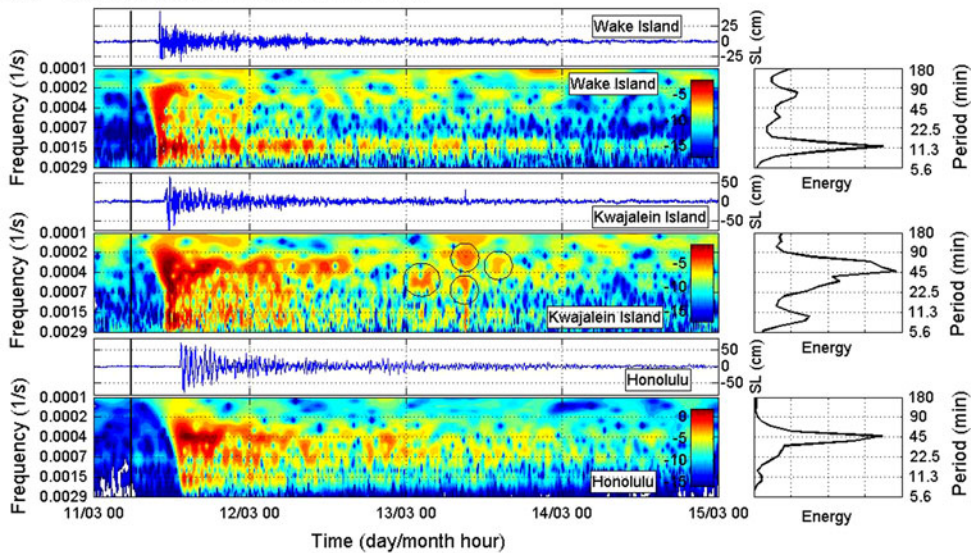 Wake Island
25
0
-25
SL (cm)
Frequency (1/s)
0.0001
0.0002
0.0004
0.0007
0.0015
0.0029
Wake Island
-5
-10
-15
180
90
45
22.5
11.3
5.6
Period (min)
Energy
Kwajalein Island
50
0
-50
SL (cm)
Frequency (1/s)
0.0001
0.0002
0.0004
0.0007
0.0015
0.0029
Kwajalein Island
-5
-10
-15
180
90
45
22.5
11.3
5.6
Period (min)
Energy
Honolulu
50
0
-50
SL (cm)
Frequency (1/s)
0.0001
0.0002
0.0004
0.0007
0.0015
0.0029
Honolulu
0
-5
-10
-15
180
90
45
22.5
11.3
5.6
Period (min)
Energy
11/03 00 12/03 00 13/03 00 14/03 00 15/03 00
Time (day/month hour)